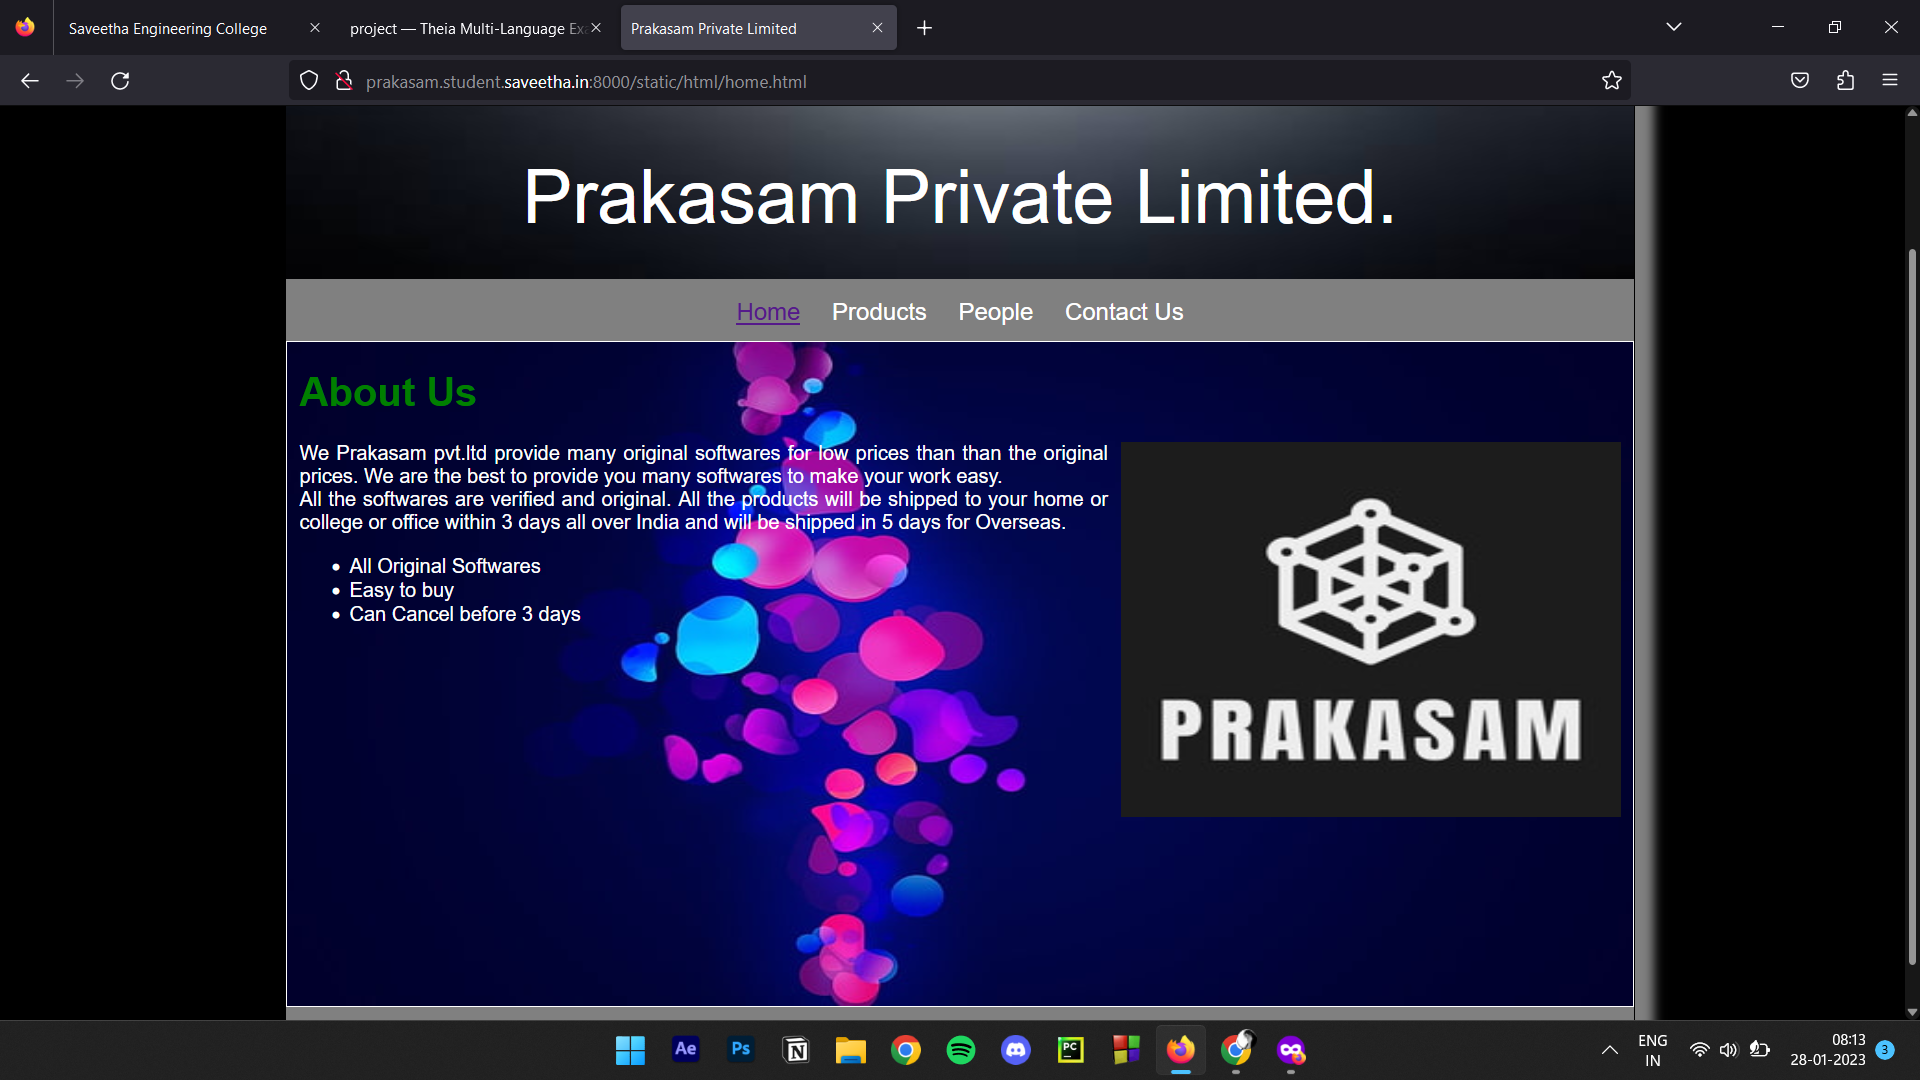 Saveetha Engineering College
project — Theia Multi-Language Ex
Prakasam Private Limited
prakasam.student.saveetha.in:8000/static/html/home.html
Prakasam Private Limited.
Home Products People Contact Us
About Us
We Prakasam pvt.ltd provide many original softwares for low prices than than the original
prices. We are the best to provide you many softwares to make your work easy.
All the softwares are verified and original. All the products will be shipped to your home or
college or office within 3 days all over India and will be shipped in 5 days for Overseas.
All Original Softwares
Easy to buy
Can Cancel before 3 days
PRAKASAM
Ae
Ps
N
PC
ENG
IN
08:13
28-01-2023
3